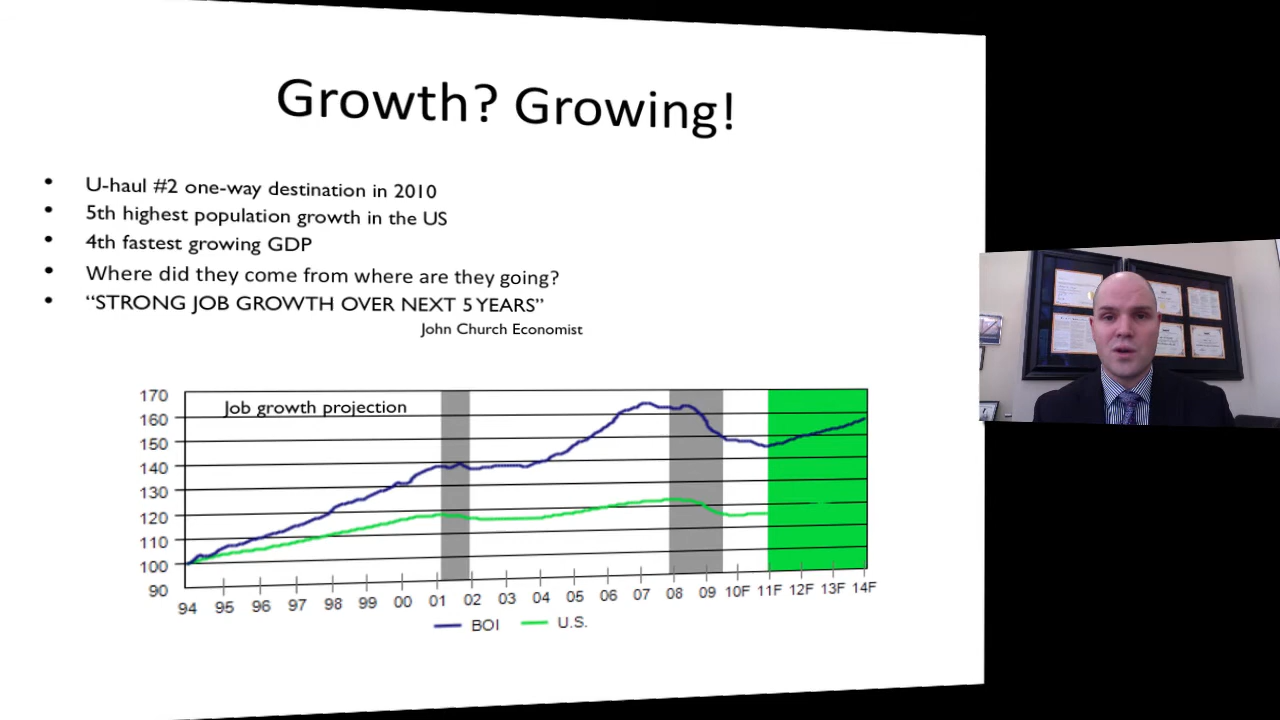 Growth? Growing!
• U-haul #2 one-way destination in 2010
• 5th highest population growth in the US
• 4th fastest growing GDP
• Where did they come from where are they going?
• “STRONG JOB GROWTH OVER NEXT 5 YEARS”
John Church Economist
Job growth projection
170
160
150
140
130
120
110
100
90
94 95 96 97 98 99 00 01 02 03 04 05 06 07 08 09 10F 11F 12F 13F 14F
BOI U.S.